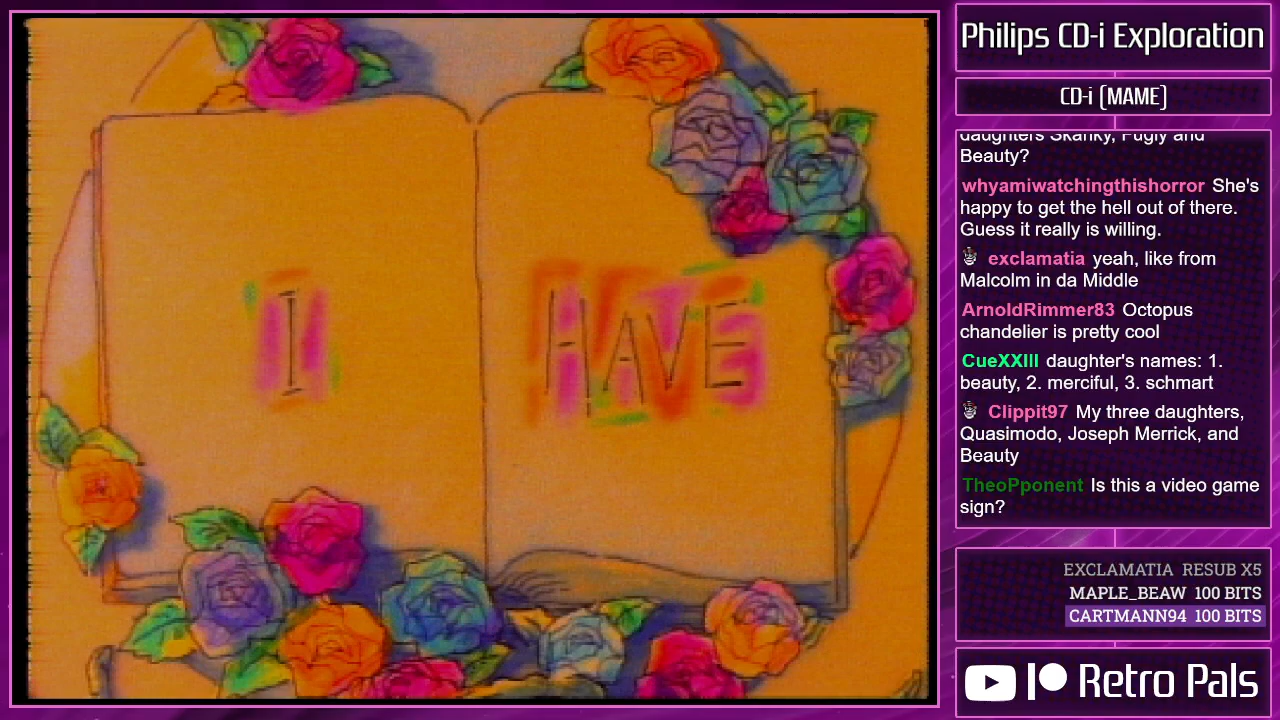 I
HAVE
Philips CD-i Exploration
CD-i [MAME]
daughters Skanky, Fugly and
Beauty?
whyamiwatchingthishorror She's
happy to get the hell out of there.
Guess it really is willing.
exclamatia yeah, like from
Malcolm in da Middle
ArnoldRimmer83 Octopus
chandelier is pretty cool
CueXXIII daughter's names: 1.
beauty, 2. merciful, 3. schmart
Clippit97 My three daughters,
Quasimodo, Joseph Merrick, and
Beauty
TheoPponent Is this a video game
sign?
EXCLAMATIA RESUB X5
MAPLE_BEAW 100 BITS
CARTMANN94 100 BITS
Retro Pals